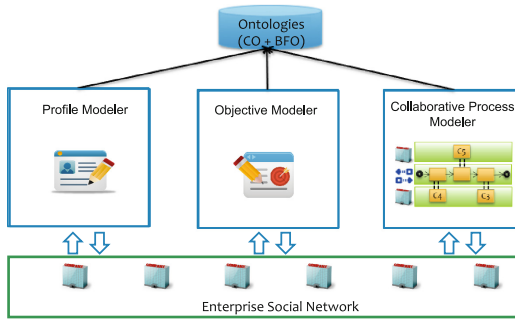 Ontologies
(CO + BFO)
Profile Modeler
Objective Modeler
Collaborative Process
Modeler
C5
C4
C3
Enterprise Social Network